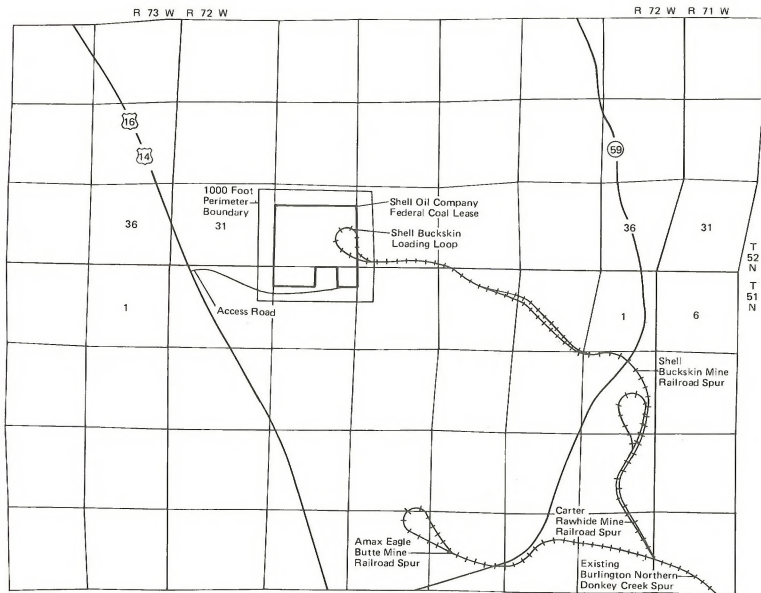 R 73 W R 72 W
R 72 W R 71 W
16
14
59
1000 Foot
Perimeter
Boundary
Shell Oil Company
Federal Coal Lease
Shell Buckskin
Loading Loop
36
31
36
31
T
52
N
T
51
N
Access Road
1
1
6
Shell
Buckskin Mine
Railroad Spur
Carter
Rawhide Mine
Railroad Spur
Amax Eagle
Butte Mine
Railroad Spur
Existing
Burlington Northern
Donkey Creek Spur